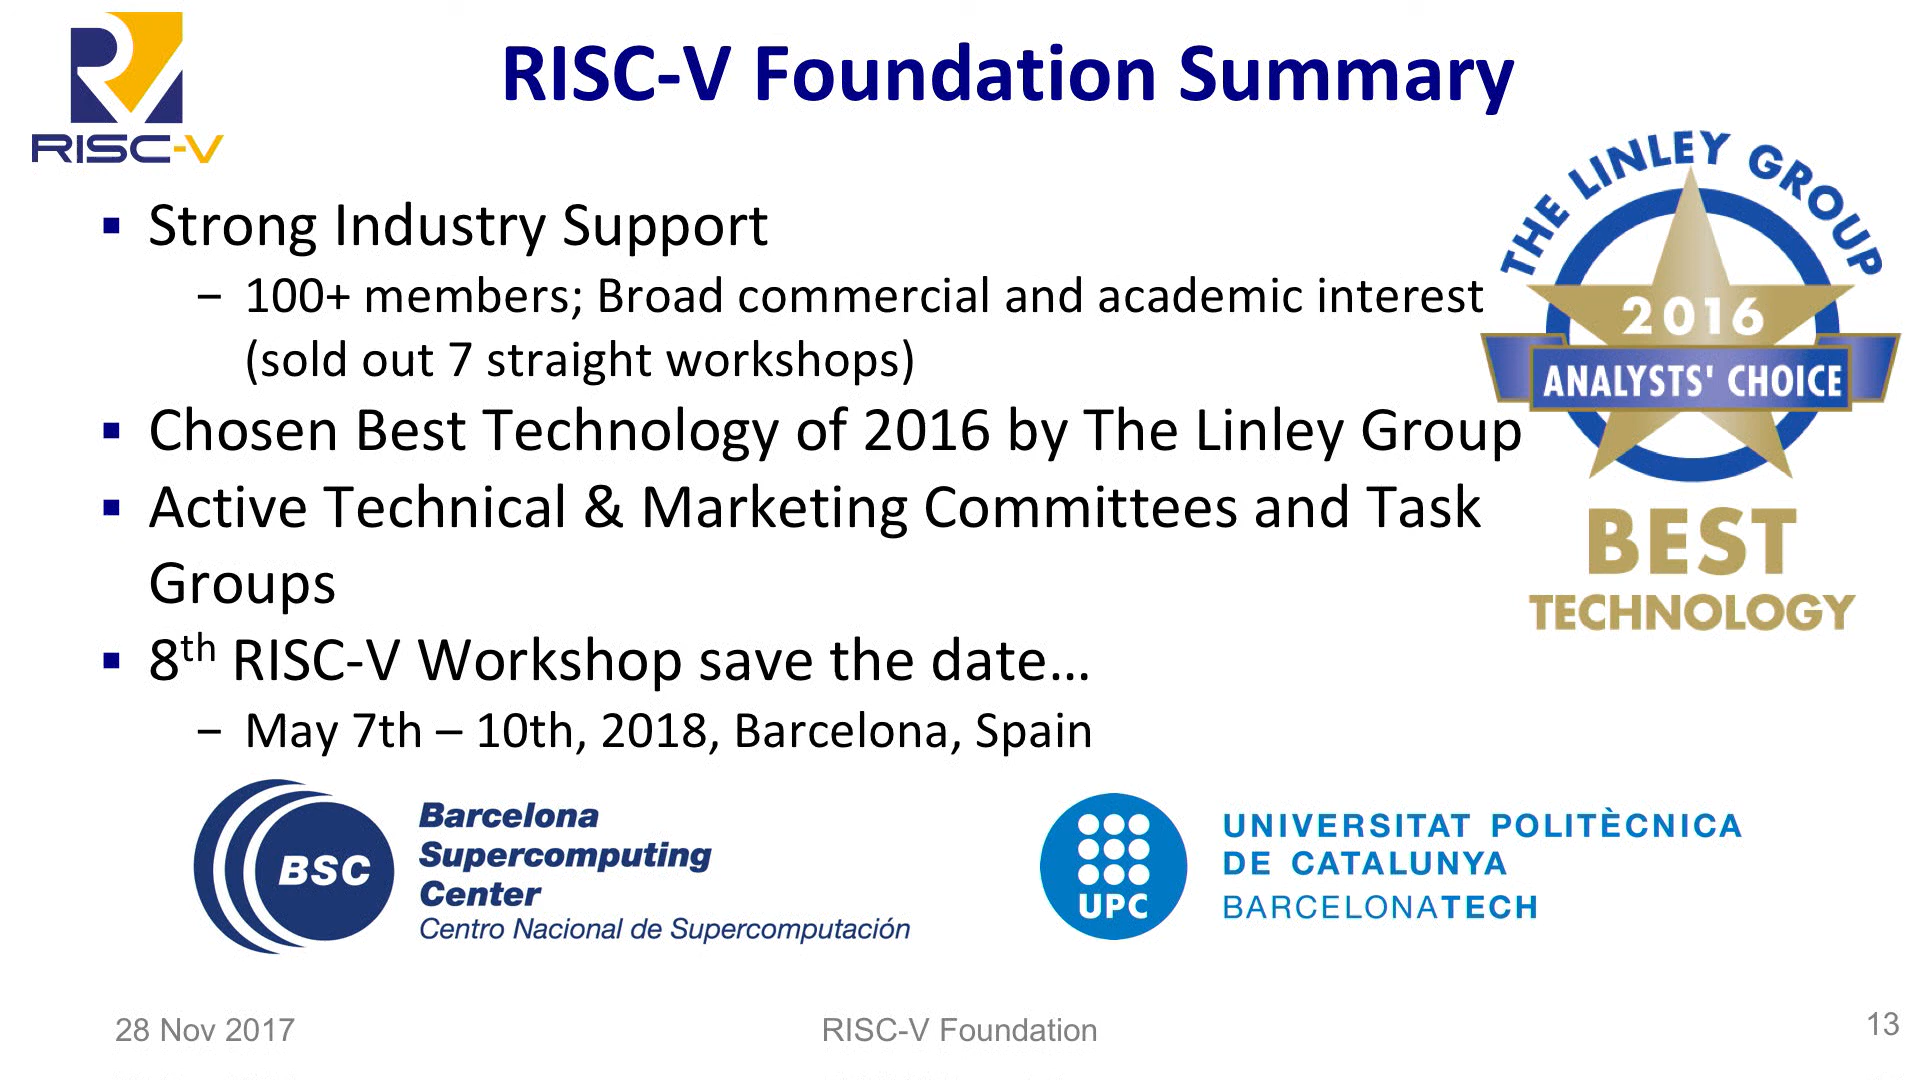 RISC-V
RISC-V Foundation Summary
▪ Strong Industry Support
– 100+ members; Broad commercial and academic interest
(sold out 7 straight workshops)
▪ Chosen Best Technology of 2016 by The Linley Group
▪ Active Technical & Marketing Committees and Task
Groups
▪ 8th RISC-V Workshop save the date…
– May 7th – 10th, 2018, Barcelona, Spain
THE LINLEY GROUP
2016
ANALYSTS' CHOICE
BEST
TECHNOLOGY
BSC
Barcelona
Supercomputing
Center
Centro Nacional de Supercomputación
UPC
UNIVERSITAT POLITÈCNICA
DE CATALUNYA
BARCELONATECH
28 Nov 2017
RISC-V Foundation
13